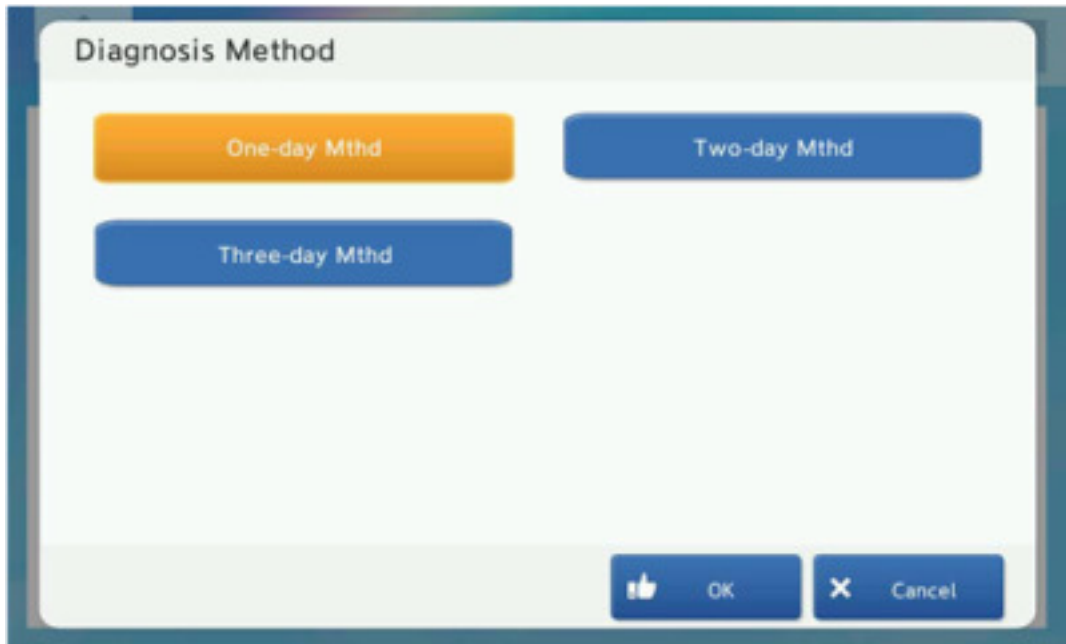 Diagnosis Method
One-day Mthd
Two-day Mthd
Three-day Mthd
OK
Cancel